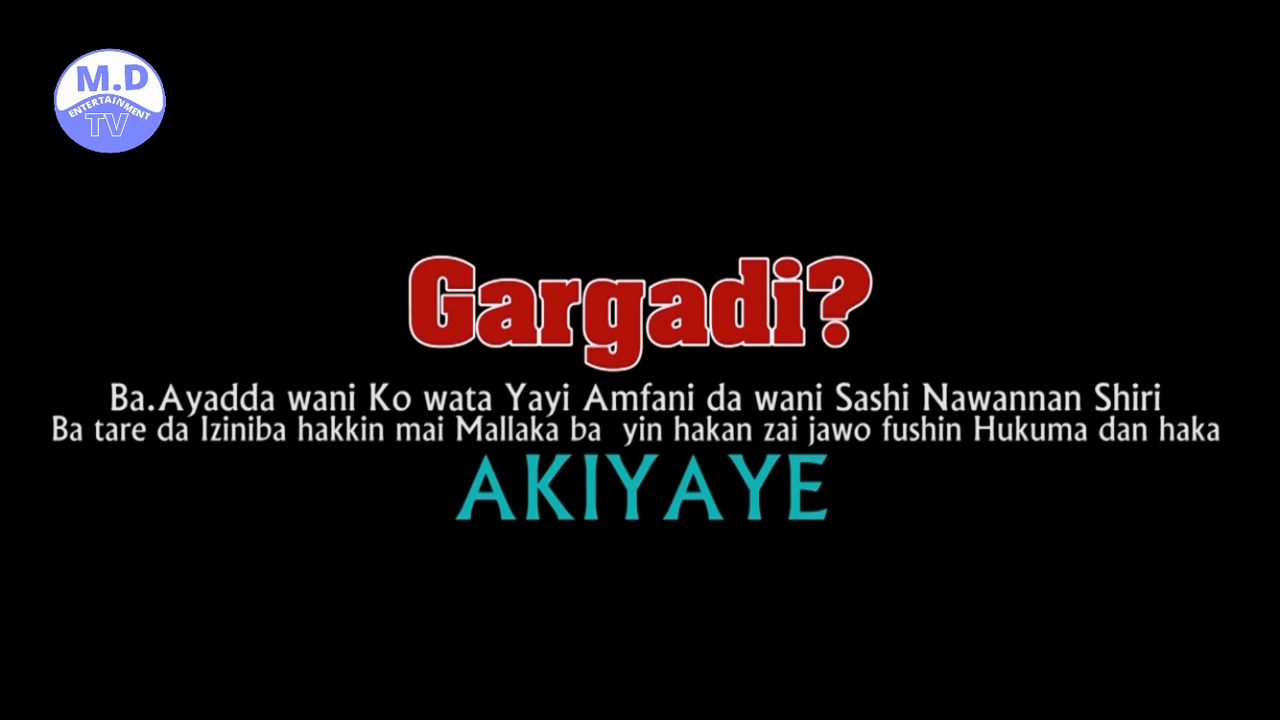 M.D
ENTERTAINMENT
TV
Gargadi?
Ba.Ayadda wani Ko wata Yayi Amfani da wani Sashi Nawannan Shiri
Ba tare da Iziniba hakkin mai Mallaka ba yin hakan zai jawo fushin Hukuma dan haka
AKIYAYE